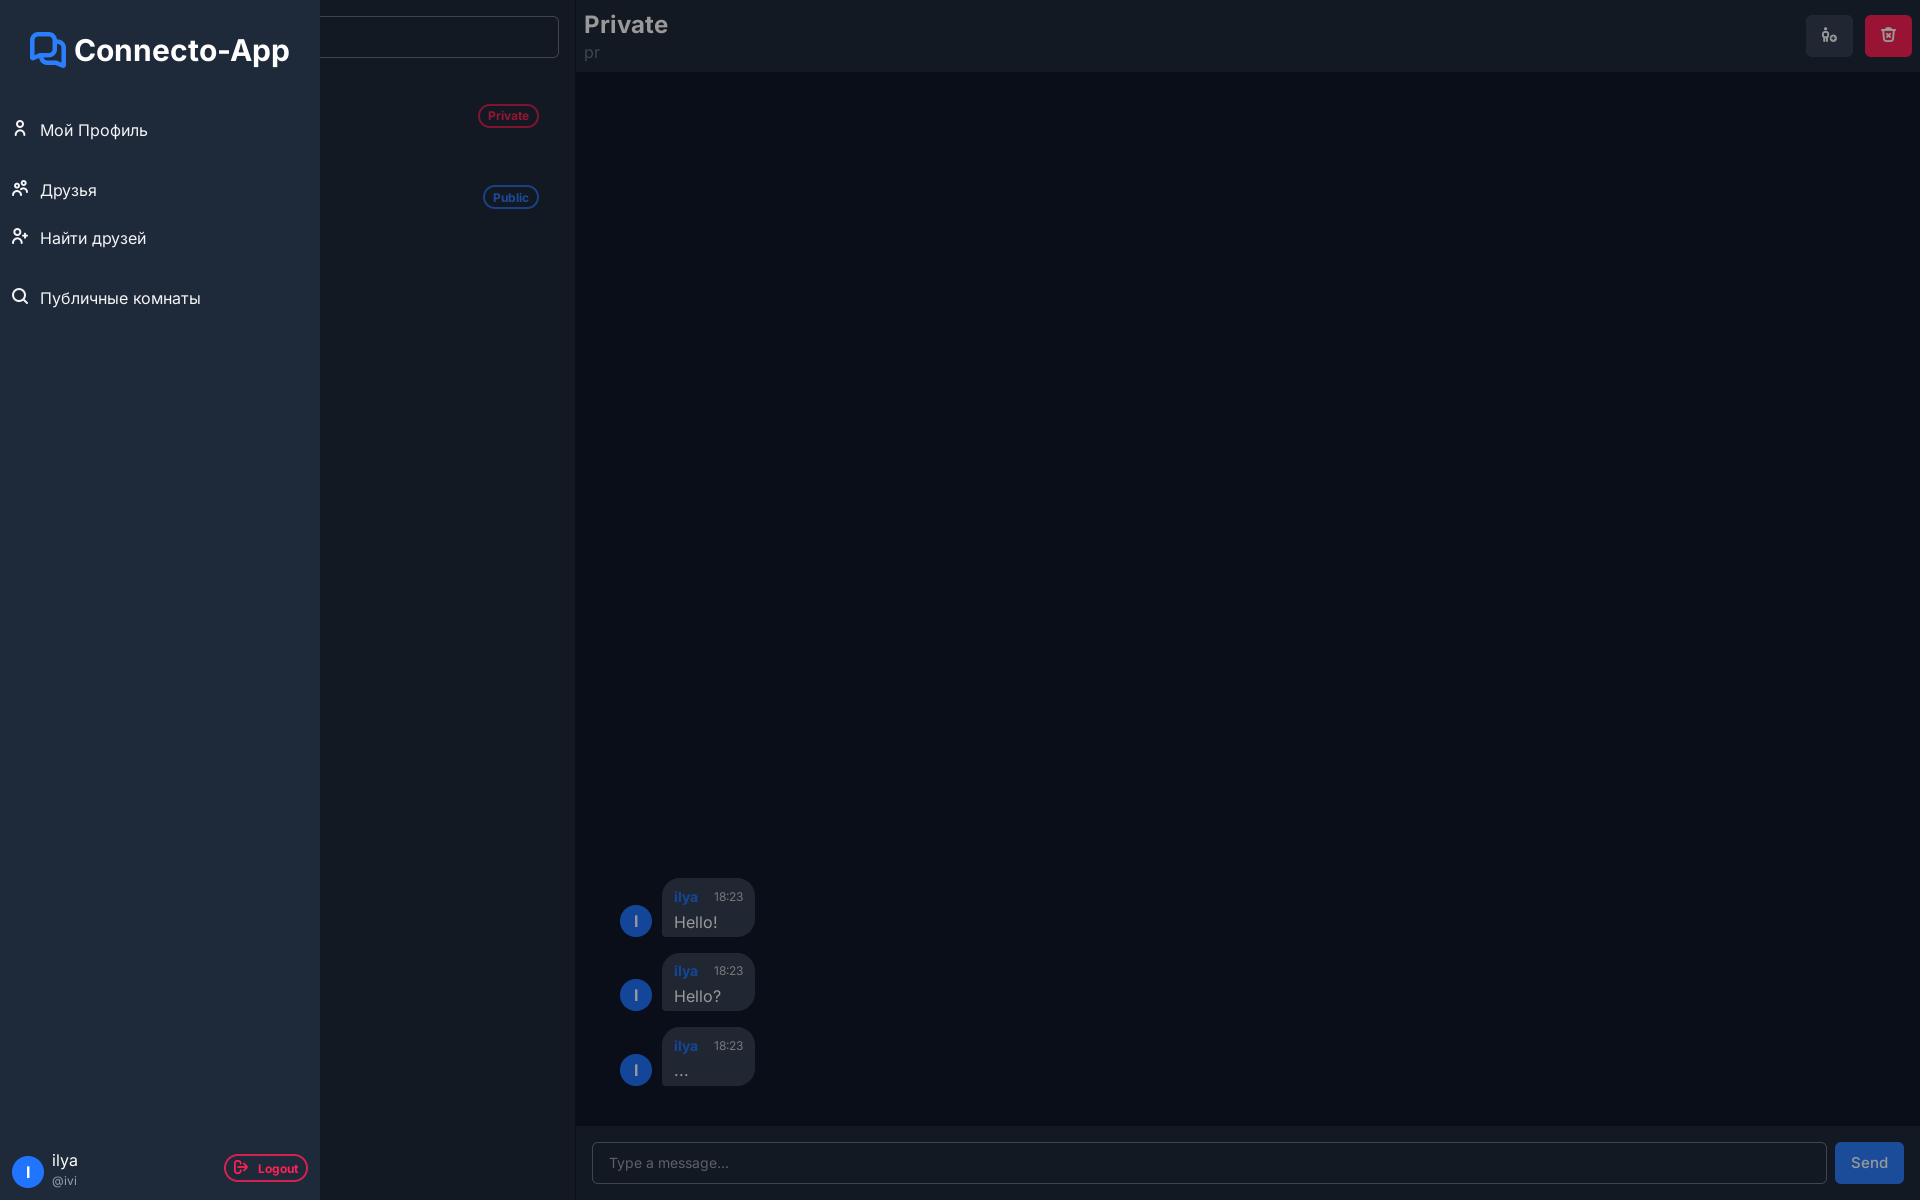 Connecto-App
Мой Профиль
Друзья
Найти друзей
Публичные комнаты
I
ilya
@ivi
Logout
Private
Public
Private
pr
I
ilya 18:23
Hello!
I
ilya 18:23
Hello?
I
ilya 18:23
...
Type a message...
Send